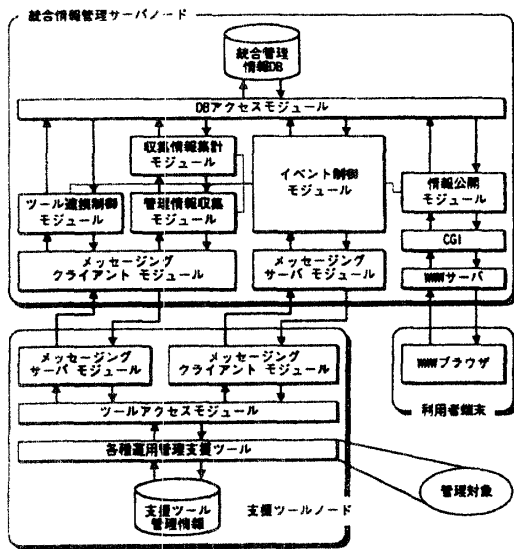 統合情報管理サーバノード
統合管理
情報DB
DBアクセスモジュール
収集情報集計
モジュール
イベント制御
モジュール
ツール連携制御
モジュール
管理情報収集
モジュール
情報公開
モジュール
CGI
メッセージング
クライアント モジュール
メッセージング
サーバ モジュール
WWWサーバ
メッセージング
サーバ モジュール
メッセージング
クライアント モジュール
WWWブラウザ
ツールアクセスモジュール
利用者端末
各種運用管理支援ツール
管理対象
支援ツール
管理情報
支援ツールノード